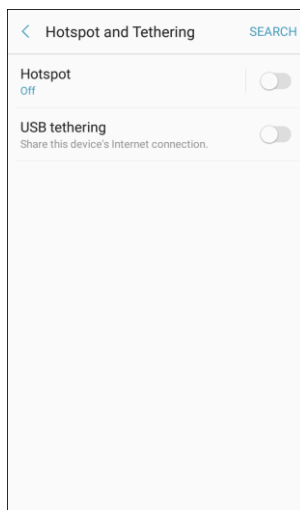 Hotspot and Tethering SEARCH
Hotspot
Off
USB tethering
Share this device's Internet connection.